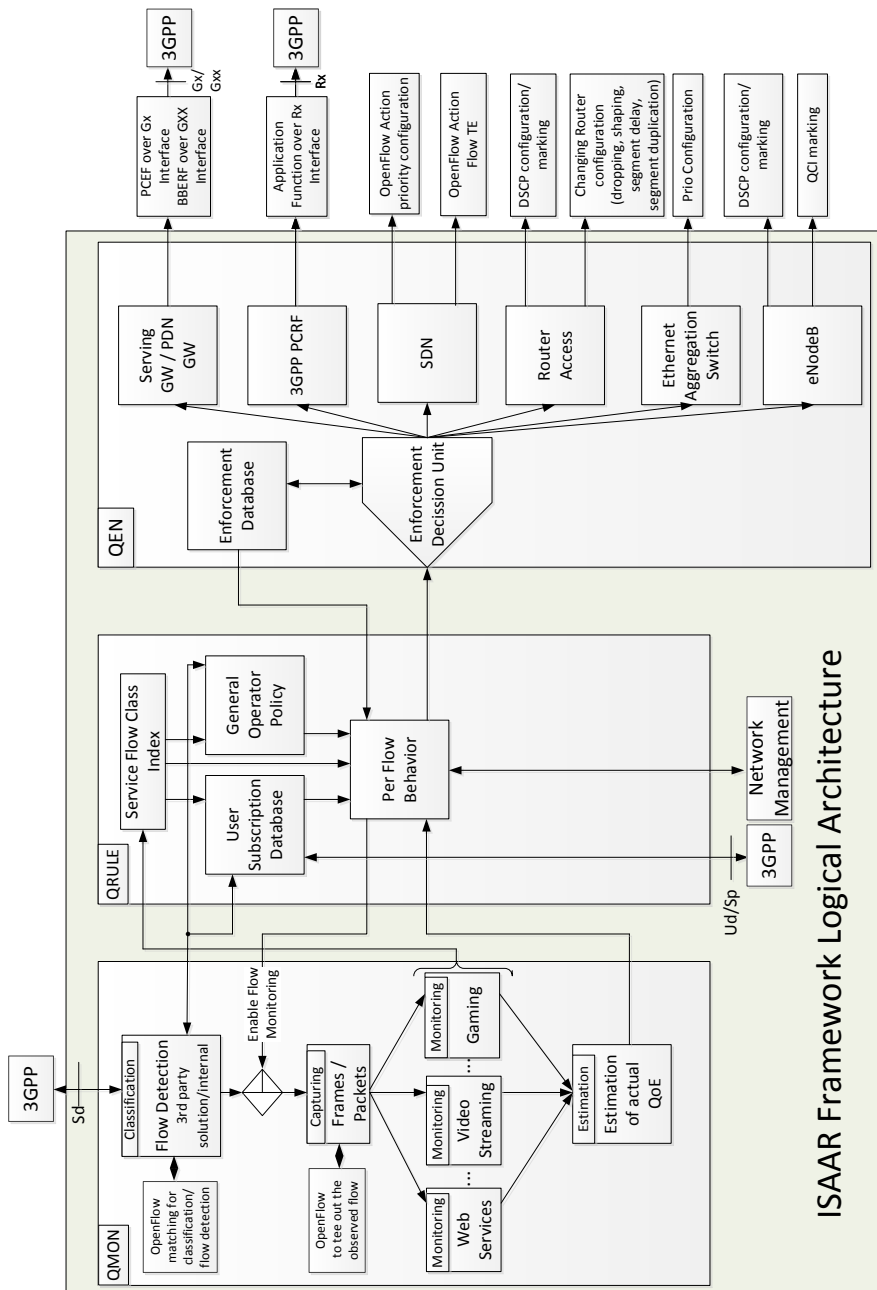 ISAAR Framework Logical Architecture
QMON
3GPP
Sd
Classification
Flow Detection
3rd party
solution/internal
OpenFlow
matching for
classification/
flow detection
Enable Flow
Monitoring
Capturing
Frames /
Packets
OpenFlow
to tee out the
observed flow
Monitoring
Web
Services
....
Monitoring
Video
Streaming
...
Monitoring
Gaming
Estimation
Estimation
of actual
QoE
QRULE
Service Flow Class
Index
User
Subscription
Database
General
Operator
Policy
Per Flow
Behavior
Ud/Sp
3GPP
Network
Management
QEN
Enforcement
Database
Enforcement
Decission Unit
Serving
GW / PDN
GW
3GPP PCRF
SDN
Router
Access
Ethernet
Aggregation
Switch
eNodeB
PCEF over Gx
Interface
BBERF over GXX
Interface
Gx/
Gxx
3GPP
Application
Function over Rx
Interface
Rx
3GPP
OpenFlow Action
priority configuration
OpenFlow Action
Flow TE
DSCP configuration/
marking
Changing Router
configuration
(dropping, shaping,
segment delay,
segment duplication)
Prio Configuration
DSCP configuration/
marking
QCI marking